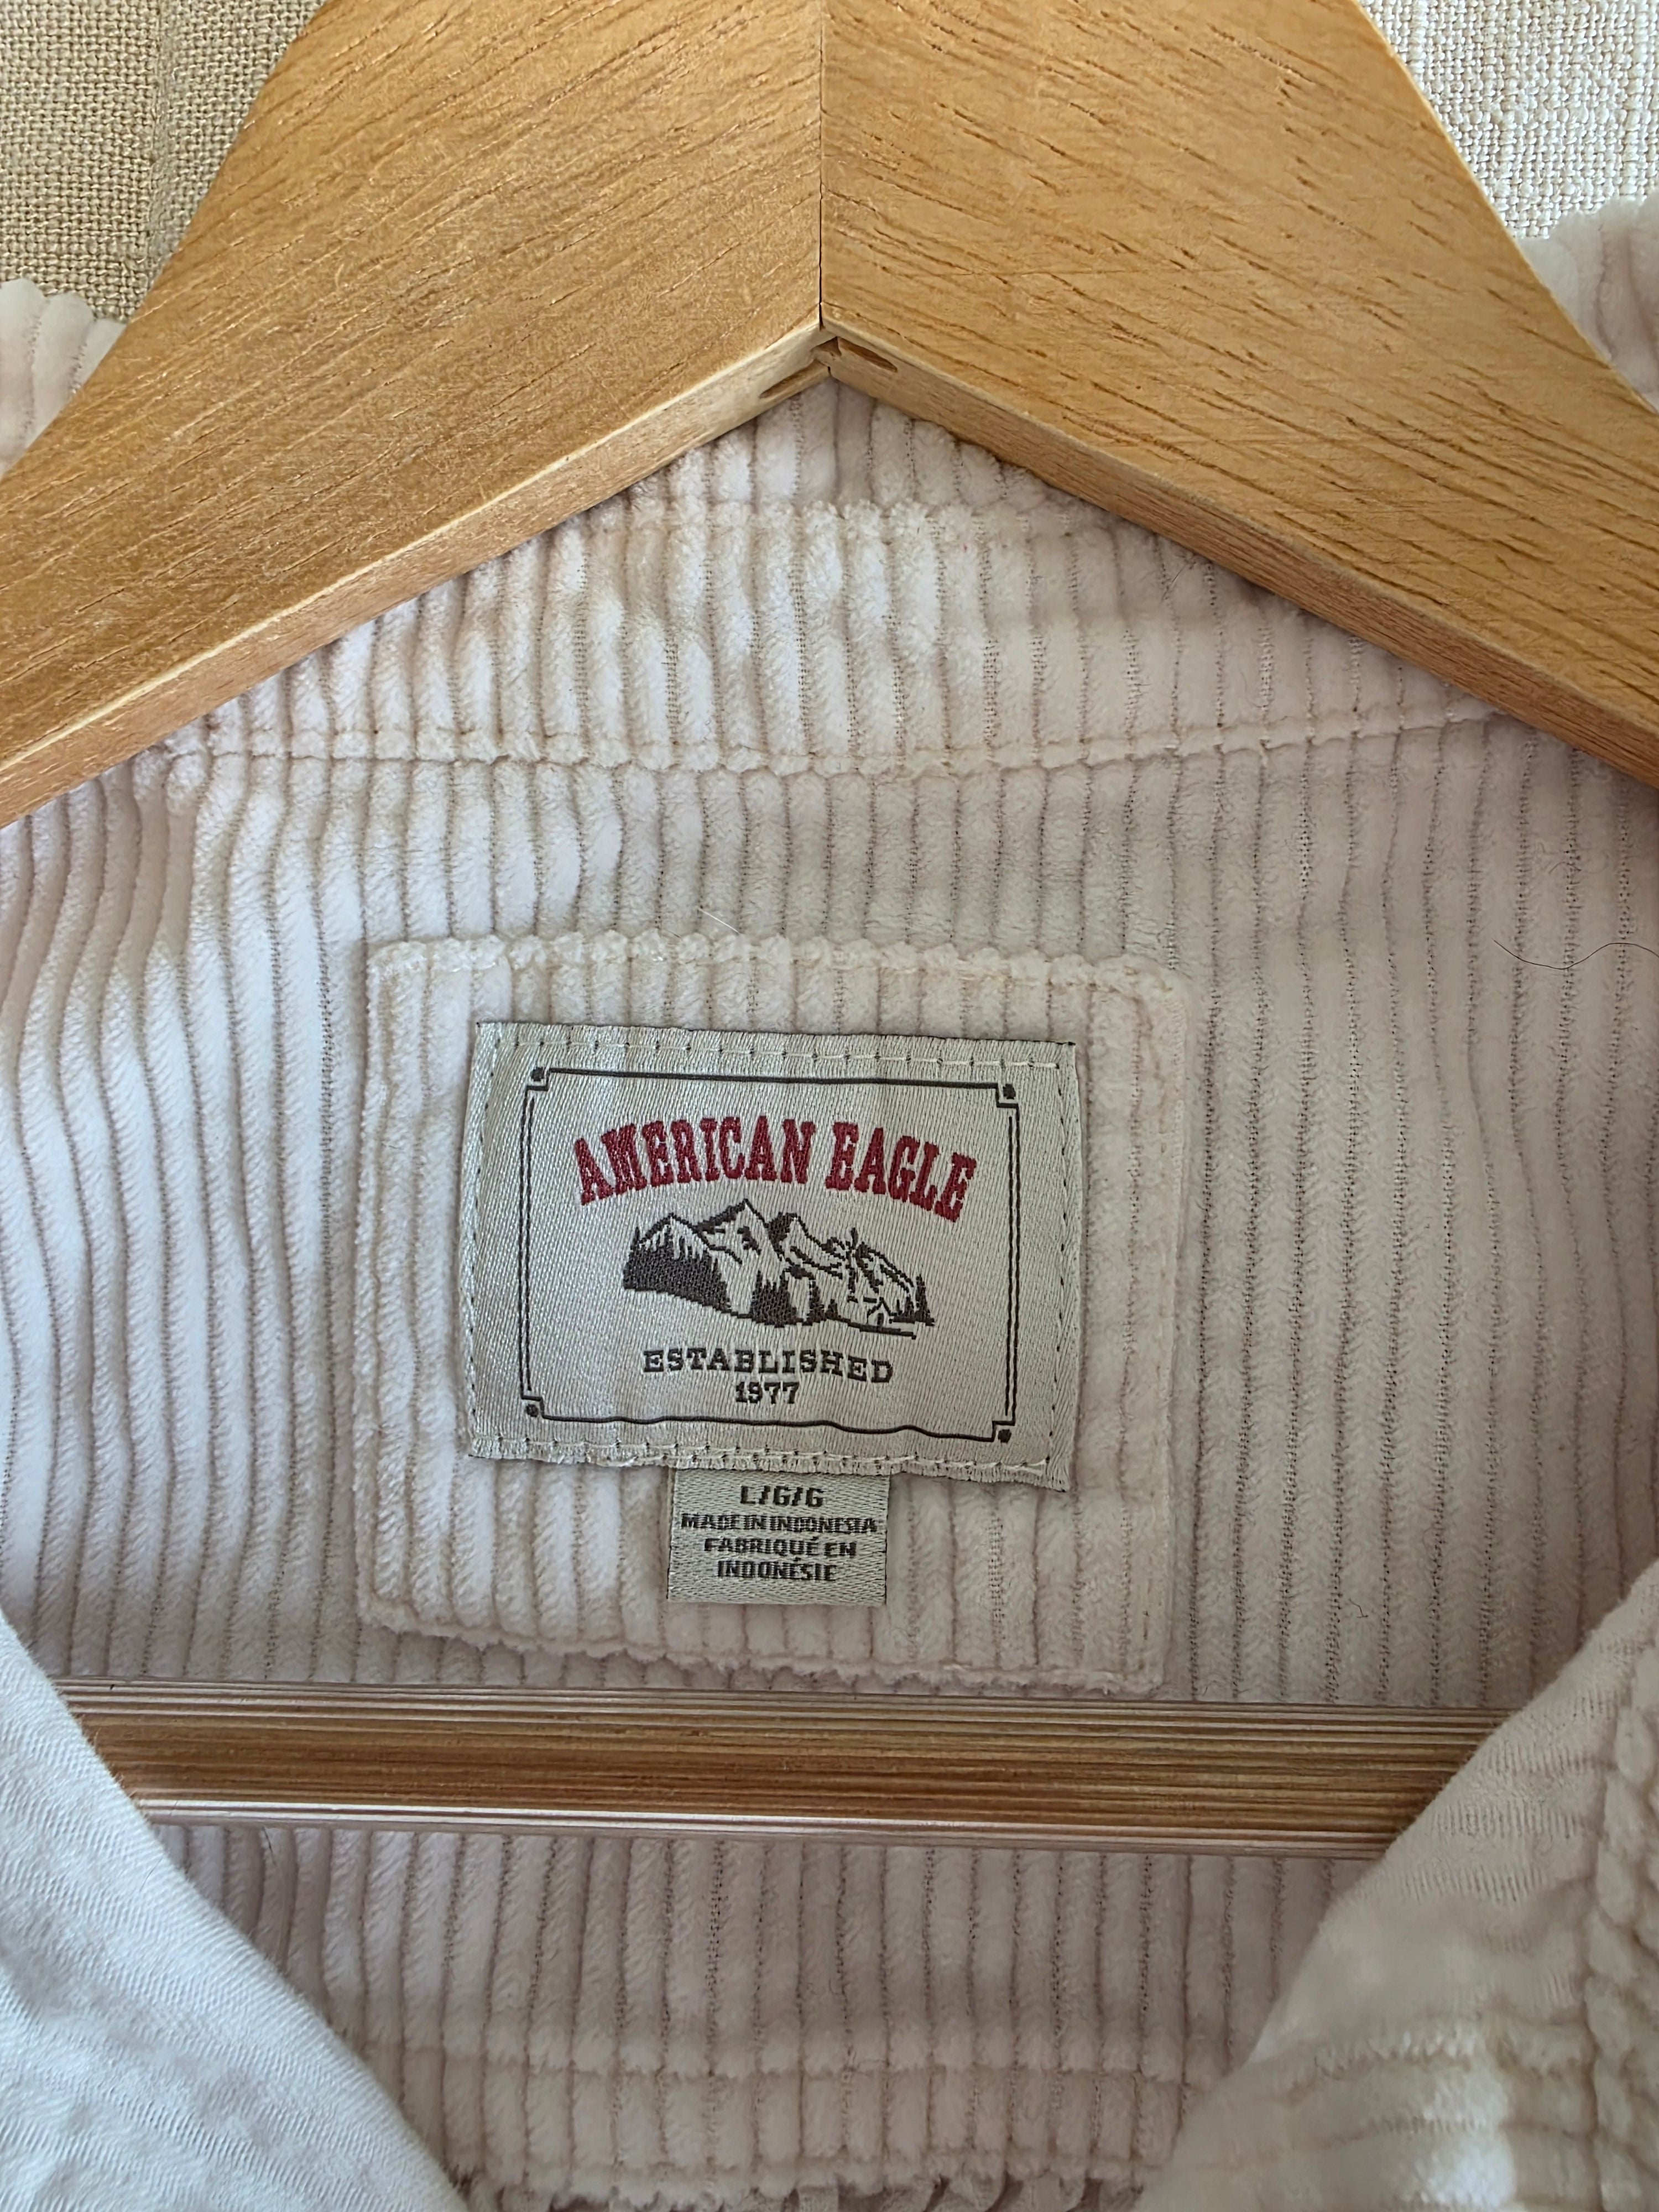 AMERICAN EAGLE
ESTABLISHED
1977
L/G/G
MADE IN INDONESIA
FABRIQUÉ EN
INDONÉSIE